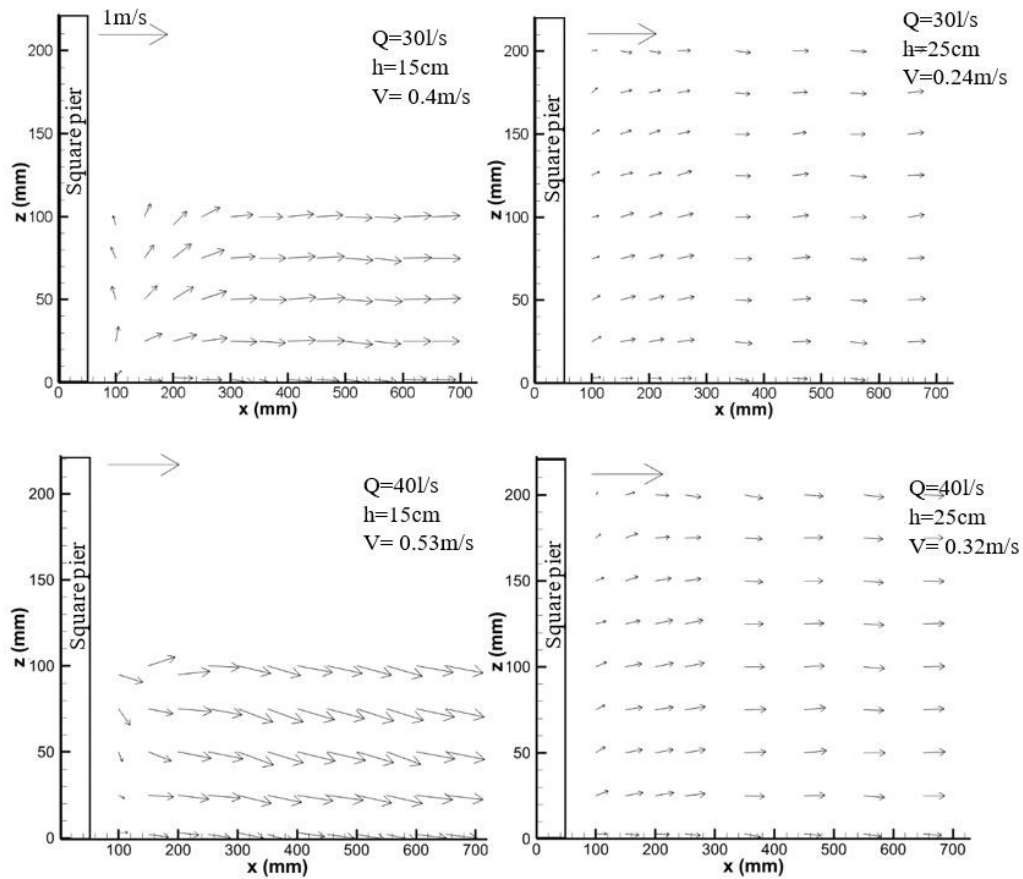 1m/s
Q=30l/s
h=15cm
V= 0.4m/s
Square pier
z (mm)
200
150
100
50
0
0 100 200 300 400 500 600 700
x (mm)
Q=30l/s
h=25cm
V=0.24m/s
Square pier
z (mm)
200
150
100
50
0
0 100 200 300 400 500 600 700
x (mm)
Q=40l/s
h=15cm
V= 0.53m/s
Square pier
z (mm)
200
150
100
50
0
100 200 300 400 500 600 700
x (mm)
Q=40l/s
h=25cm
V= 0.32m/s
Square pier
z (mm)
200
150
100
50
0
0 100 200 300 400 500 600 700
x (mm)